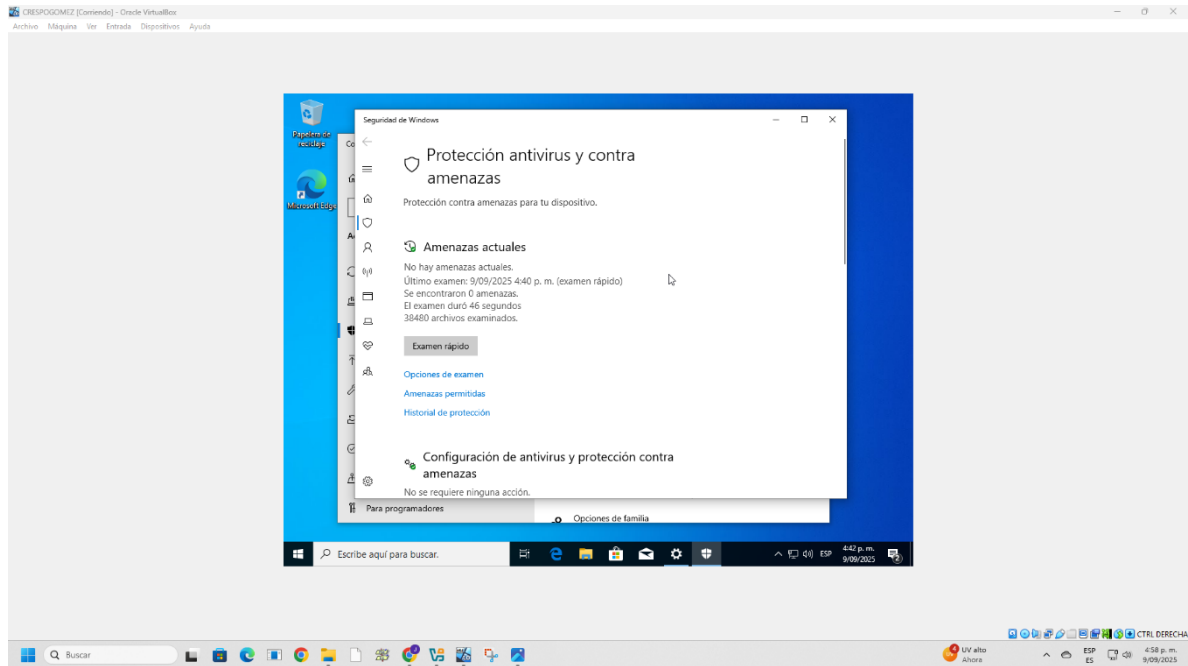 CRESPOGOMEZ [Corriendo] - Oracle VirtualBox
Archivo Máquina Ver Entrada Dispositivos Ayuda
Papelera de reciclaje
Microsoft Edge
Seguridad de Windows
Protección antivirus y contra
amenazas
Protección contra amenazas para tu dispositivo.
Amenazas actuales
No hay amenazas actuales.
Último examen: 9/09/2025 4:40 p. m. (examen rápido)
Se encontraron 0 amenazas.
El examen duró 46 segundos
38480 archivos examinados.
Examen rápido
Opciones de examen
Amenazas permitidas
Historial de protección
Configuración de antivirus y protección contra
amenazas
No se requiere ninguna acción.
Para programadores
Opciones de familia
Escribe aquí para buscar.
ESP
4:42 p. m.
9/09/2025
2
CTRL DERECHA
Buscar
UV alto
Ahora
ESP
ES
4:58 p. m.
9/09/2025